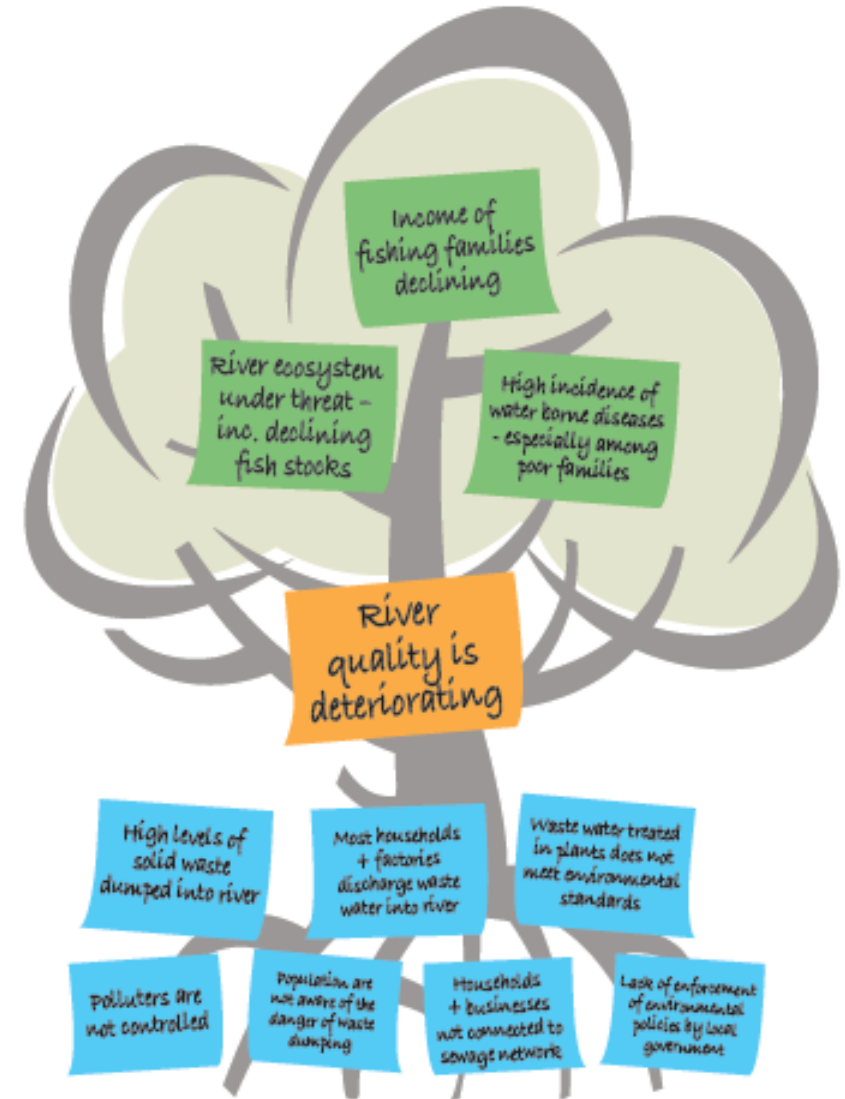 Income of
fishing families
declining
River ecosystem
under threat –
inc. declining
fish stocks
High incidence of
water borne diseases
- especially among
poor families
River
quality is
deteriorating
High levels of
solid waste
dumped into river
Most households
+ factories
discharge waste
water into river
Waste water treated
in plants does not
meet environmental
standards
Polluters are
not controlled
Population are
not aware of the
danger of waste
dumping
Households
+ businesses
not connected to
sewage network
Lack of enforcement
of environmental
policies by local
government